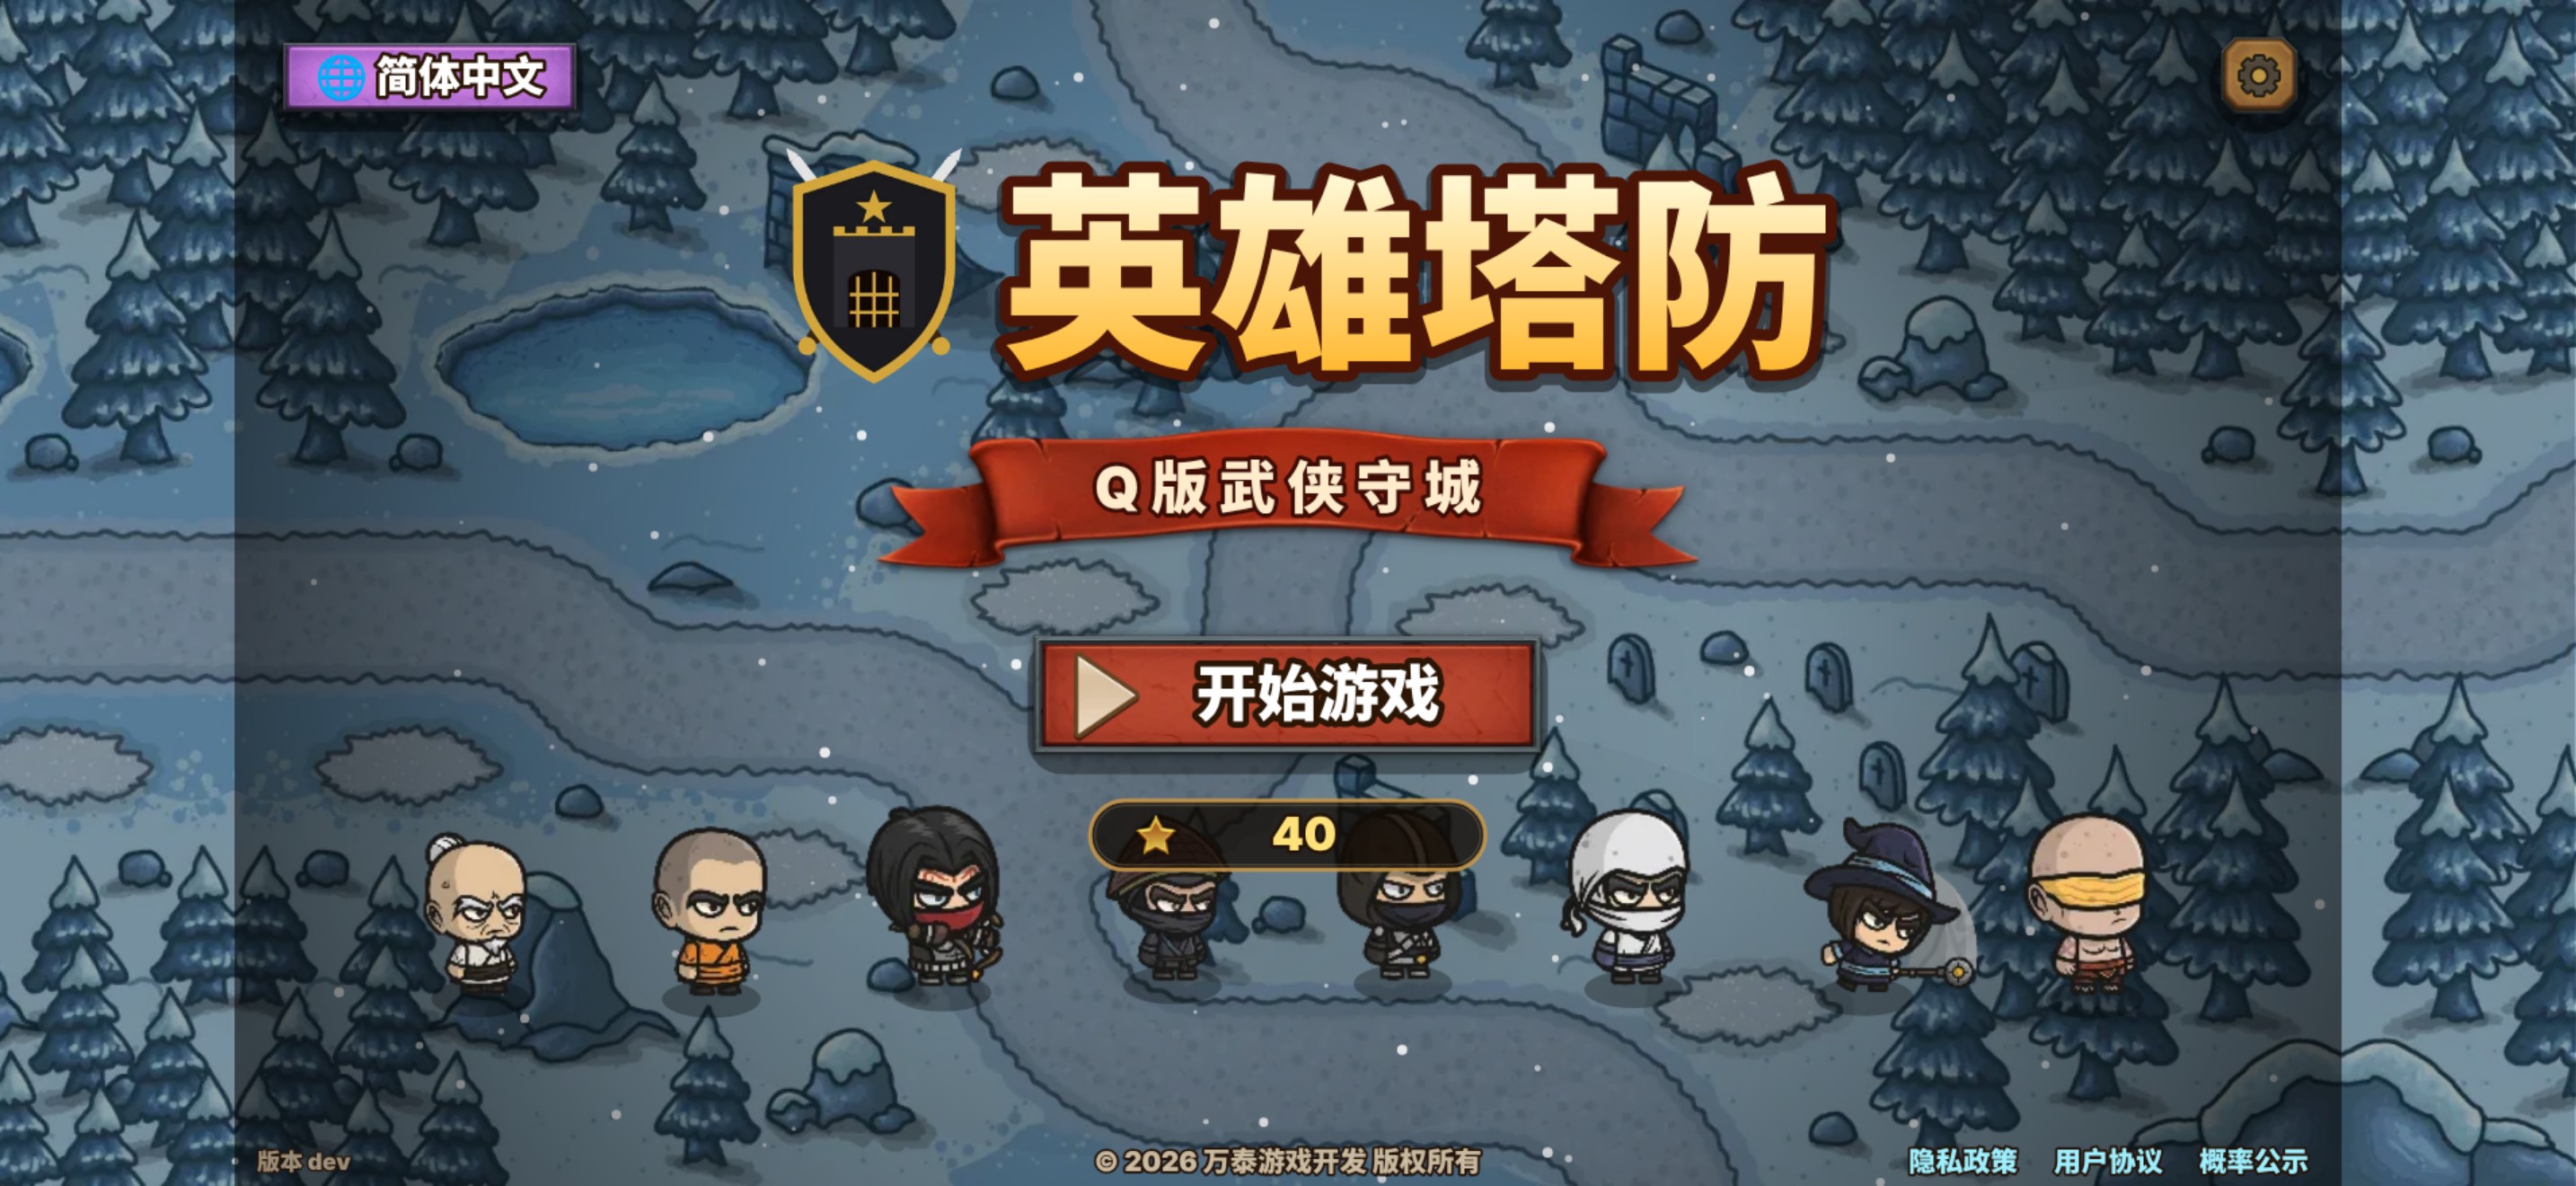 简体中文
英雄塔防
Q版武侠守城
开始游戏
40
版本 dev
© 2026 万泰游戏开发 版权所有
隐私政策 用户协议 概率公示